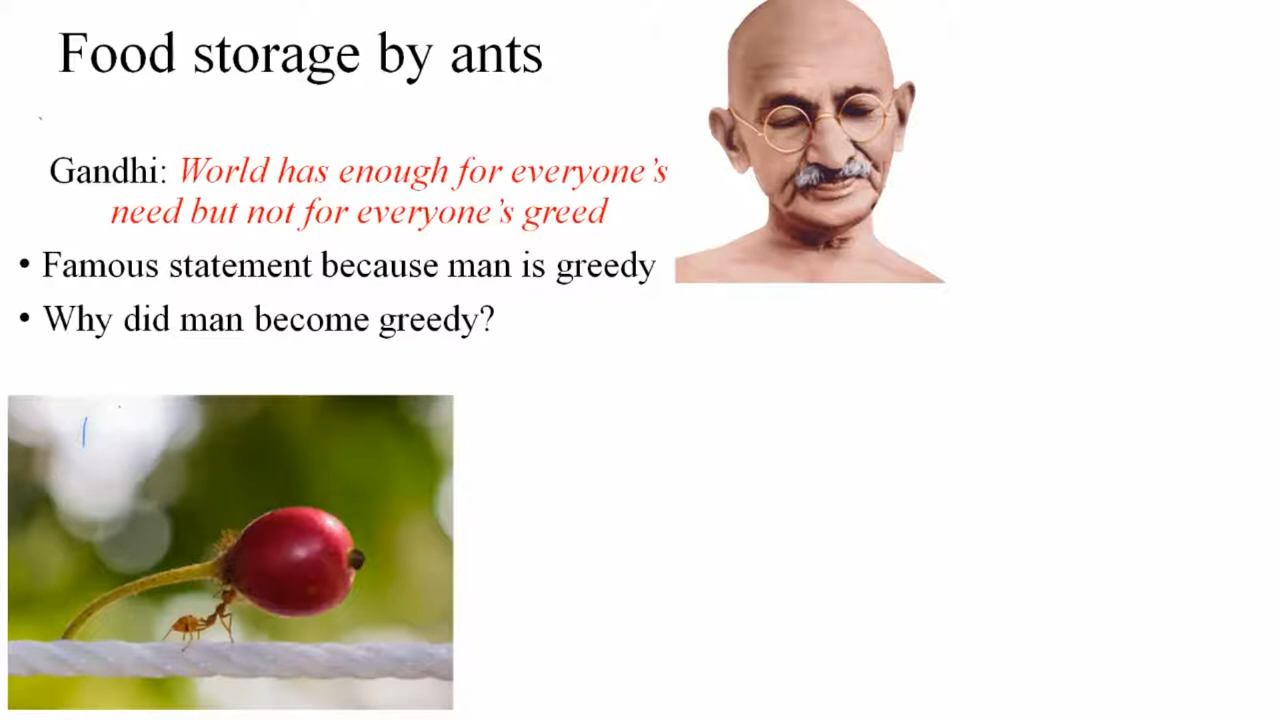 Food storage by ants
Gandhi: World has enough for everyone’s
need but not for everyone’s greed
• Famous statement because man is greedy
• Why did man become greedy?